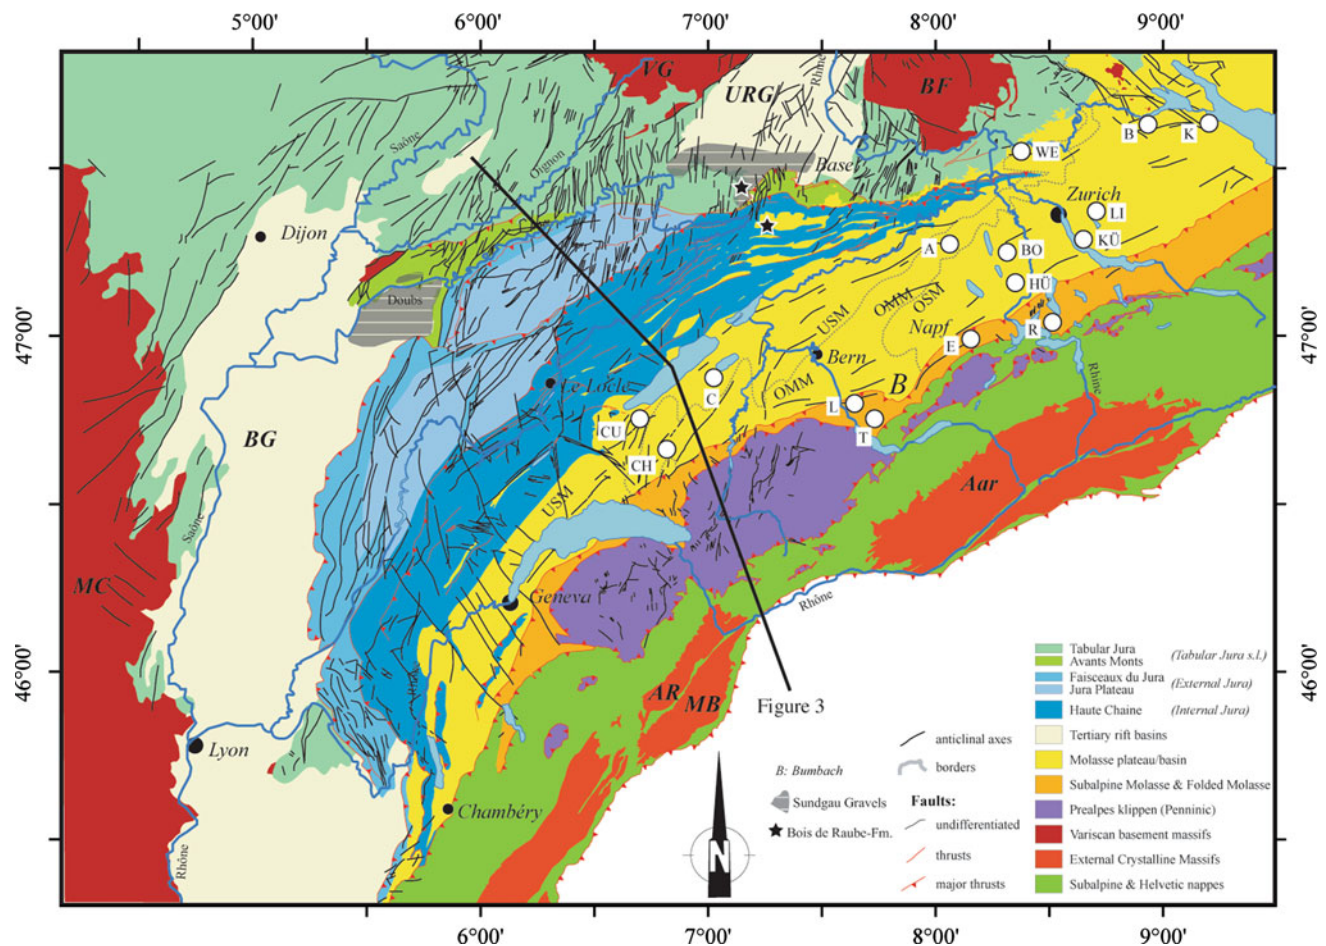 5°00' 6°00' 7°00' 8°00' 9°00'
47°00'
46°00'
47°00'
46°00'
VG
URG
Rhine
BF
B
K
Saône
Oignon
Base
WE
Zurich
LI
KÜ
Dijon
A
BO
HÜ
Doubs
OMM
OSM
USM
Napf
R
E
Bern
Le Locle
C
OMM
B
L
T
Rhine
BG
CU
CH
USM
Aar
Saône
MC
Geneva
Rhône
AR
MB
Figure 3
Lyon
Chambéry
Rhône
B: Bumbach
Sundgau Gravels
Bois de Raube-Fm.
N
anticlinal axes
borders
Faults:
undifferentiated
thrusts
major thrusts
Tabular Jura
Avants Monts (Tabular Jura s.l.)
Faisceaux du Jura
Jura Plateau (External Jura)
Haute Chaine (Internal Jura)
Tertiary rift basins
Molasse plateau/basin
Subalpine Molasse & Folded Molasse
Prealpes klippen (Penninic)
Variscan basement massifs
External Crystalline Massifs
Subalpine & Helvetic nappes
6°00' 7°00' 8°00' 9°00'